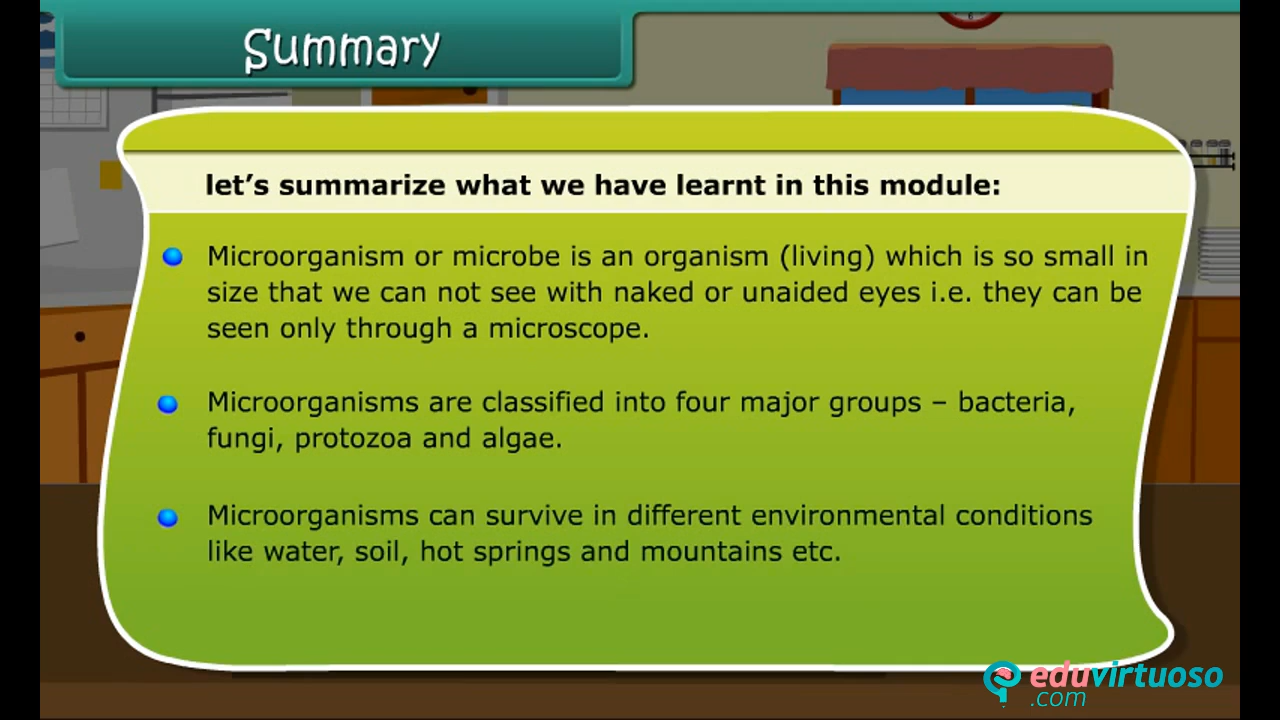 Summary
let's summarize what we have learnt in this module:
Microorganism or microbe is an organism (living) which is so small in
size that we can not see with naked or unaided eyes i.e. they can be
seen only through a microscope.
Microorganisms are classified into four major groups – bacteria,
fungi, protozoa and algae.
Microorganisms can survive in different environmental conditions
like water, soil, hot springs and mountains etc.
eduvirtuoso
.com